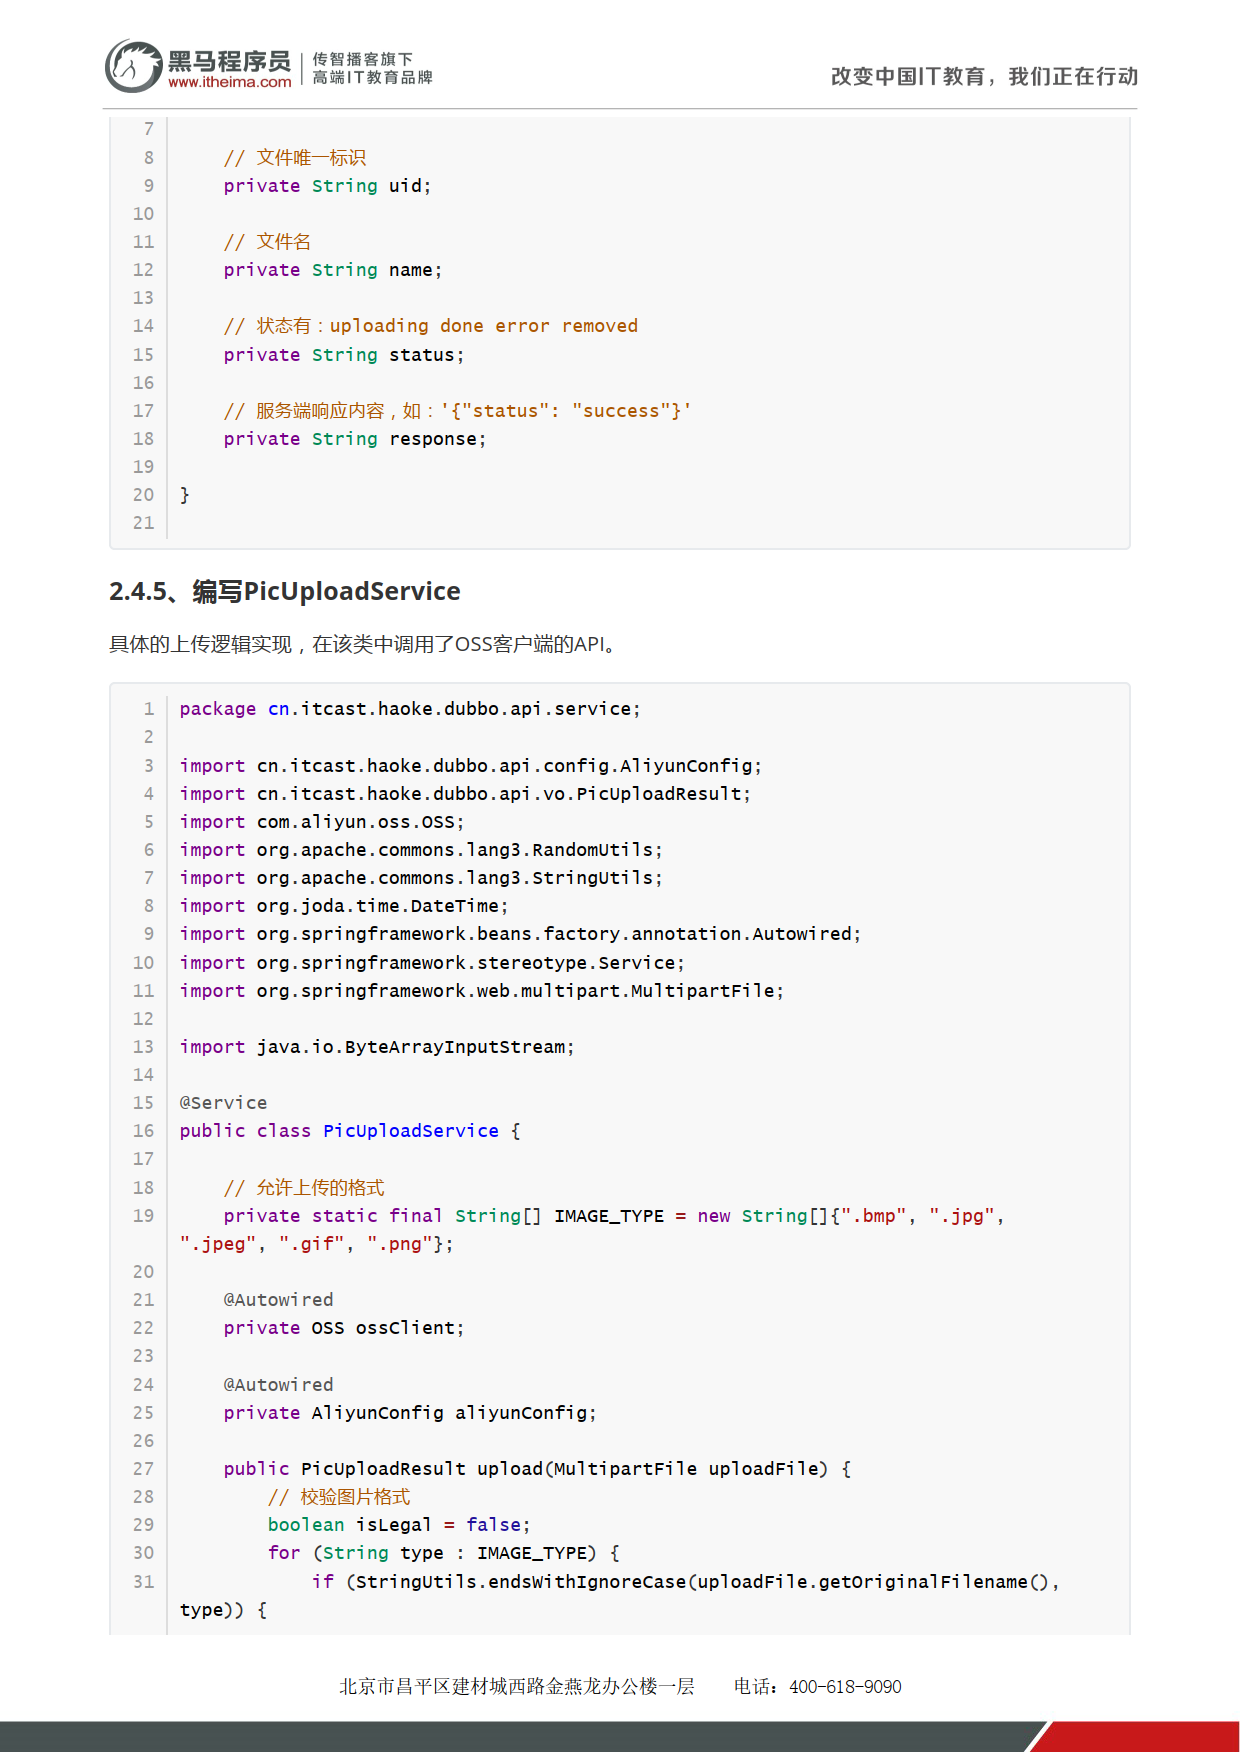 黑马程序员
www.itheima.com
传智播客旗下
高端IT教育品牌
改变中国IT教育，我们正在行动
7
8 // 文件唯一标识
9 private String uid;
10
11 // 文件名
12 private String name;
13
14 // 状态有：uploading done error removed
15 private String status;
16
17 // 服务端响应内容，如：'{"status": "success"}'
18 private String response;
19
20 }
21
2.4.5、编写PicUploadService
具体的上传逻辑实现，在该类中调用了OSS客户端的API。
1 package cn.itcast.haoke.dubbo.api.service;
2
3 import cn.itcast.haoke.dubbo.api.config.AliyunConfig;
4 import cn.itcast.haoke.dubbo.api.vo.PicUploadResult;
5 import com.aliyun.oss.OSS;
6 import org.apache.commons.lang3.RandomUtils;
7 import org.apache.commons.lang3.StringUtils;
8 import org.joda.time.DateTime;
9 import org.springframework.beans.factory.annotation.Autowired;
10 import org.springframework.stereotype.Service;
11 import org.springframework.web.multipart.MultipartFile;
12
13 import java.io.ByteArrayInputStream;
14
15 @Service
16 public class PicUploadService {
17
18 // 允许上传的格式
19 private static final String[] IMAGE_TYPE = new String[]{".bmp", ".jpg",
".jpeg", ".gif", ".png"};
20
21 @Autowired
22 private OSS ossClient;
23
24 @Autowired
25 private AliyunConfig aliyunConfig;
26
27 public PicUploadResult upload(MultipartFile uploadFile) {
28 // 校验图片格式
29 boolean isLegal = false;
30 for (String type : IMAGE_TYPE) {
31 if (StringUtils.endsWithIgnoreCase(uploadFile.getOriginalFilename(),
type)) {
北京市昌平区建材城西路金燕龙办公楼一层 电话：400-618-9090